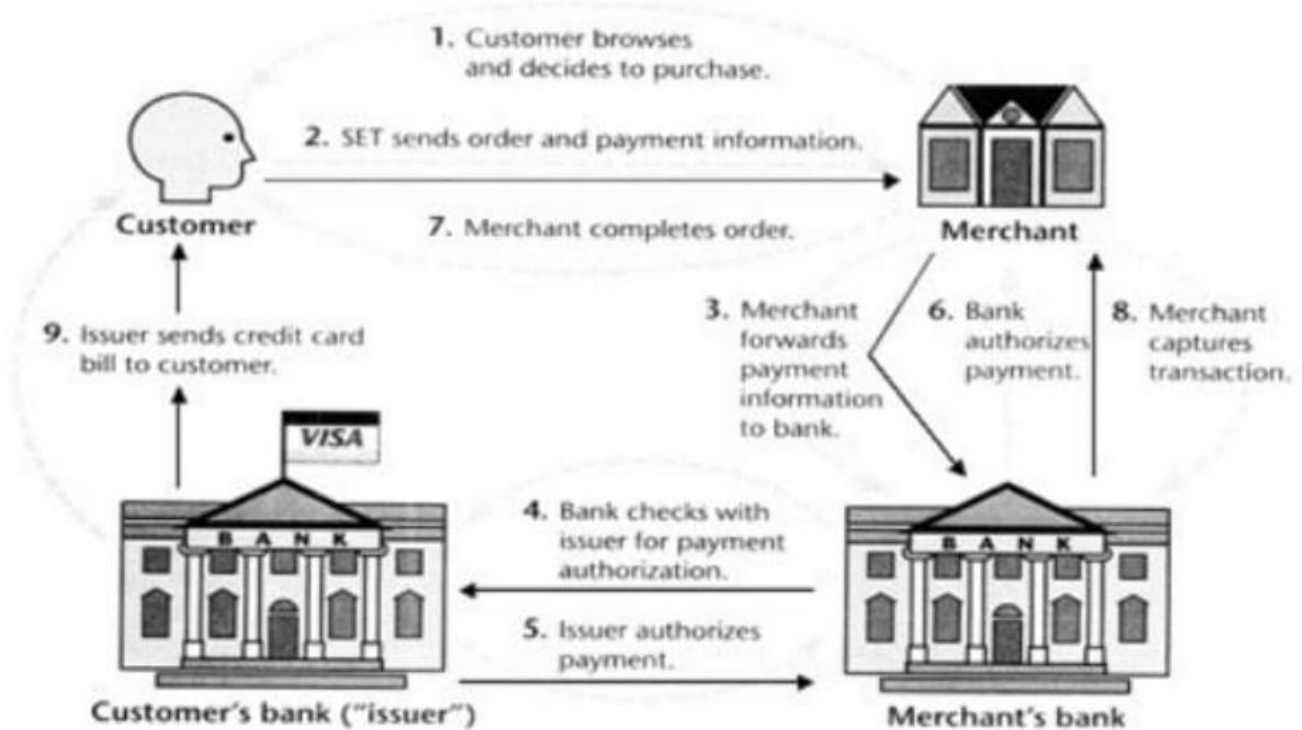 1. Customer browses
and decides to purchase.
2. SET sends order and payment information.
Customer
7. Merchant completes order.
Merchant
3. Merchant
forwards
payment
information
to bank.
6. Bank
authorizes
payment.
8. Merchant
captures
transaction.
9. Issuer sends credit card
bill to customer.
VISA
BANK
4. Bank checks with
issuer for payment
authorization.
5. Issuer authorizes
payment.
BANK
Customer's bank ("issuer")
Merchant's bank